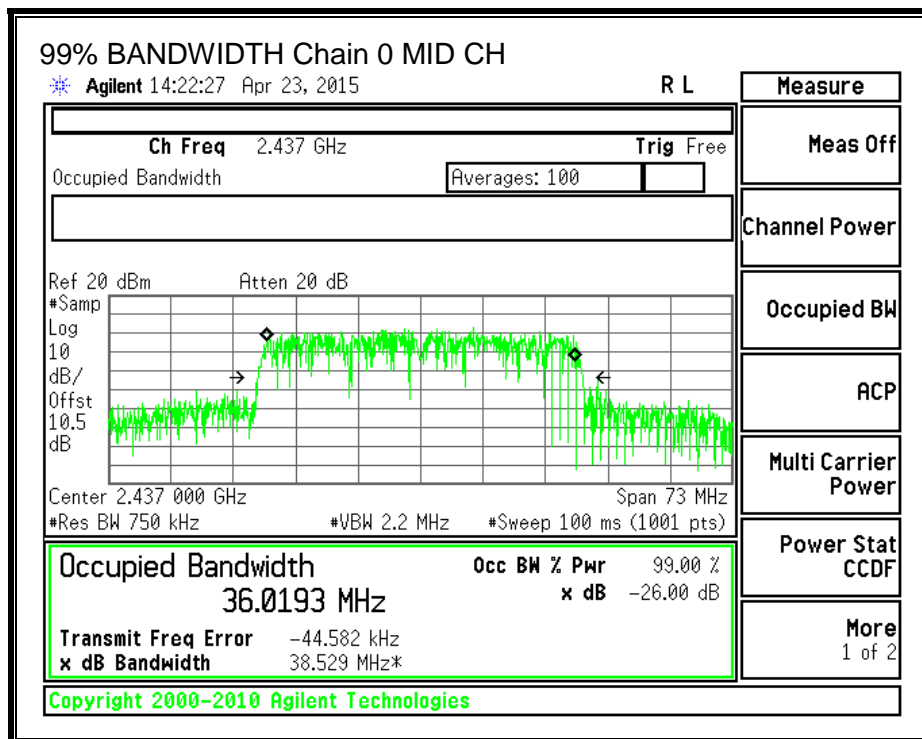 99% BANDWIDTH Chain 0 MID CH
Agilent 14:22:27 Apr 23, 2015 R L
Measure
Ch Freq 2.437 GHz Trig Free
Meas Off
Occupied Bandwidth Averages: 100
Channel Power
Ref 20 dBm Atten 20 dB
#Samp
Log
10
dB/
Offst
10.5
dB
Occupied BW
ACP
Multi Carrier
Power
Center 2.437 000 GHz Span 73 MHz
#Res BW 750 kHz #VBW 2.2 MHz #Sweep 100 ms (1001 pts)
Power Stat
CCDF
Occupied Bandwidth Occ BW % Pwr 99.00 %
36.0193 MHz x dB -26.00 dB
Transmit Freq Error -44.582 kHz
x dB Bandwidth 38.529 MHz*
More
1 of 2
Copyright 2000-2010 Agilent Technologies